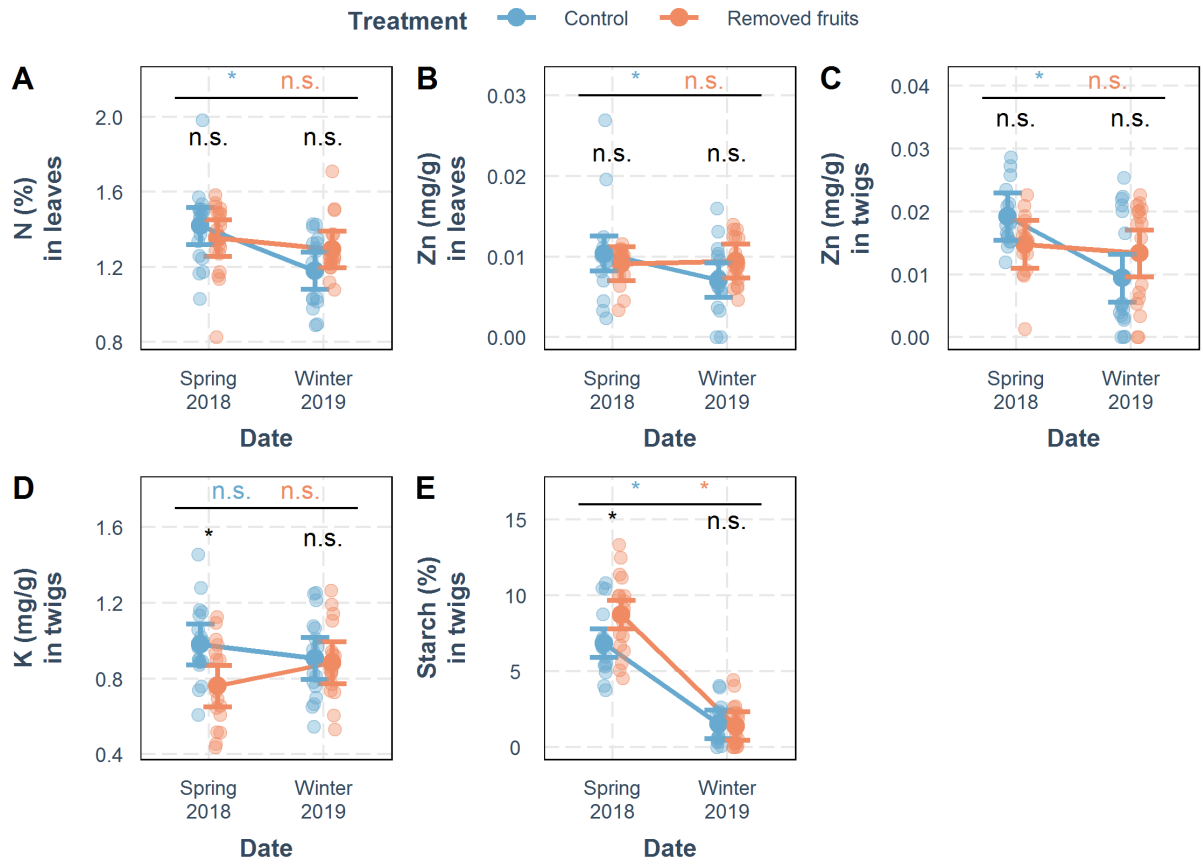 Treatment Control Removed fruits
A
N (%)
in leaves
* n.s.
n.s. n.s.
2.0
1.6
1.2
0.8
Spring
2018
Winter
2019
Date
B
Zn (mg/g)
in leaves
* n.s.
n.s. n.s.
0.03
0.02
0.01
0.00
Spring
2018
Winter
2019
Date
C
Zn (mg/g)
in twigs
* n.s.
n.s. n.s.
0.04
0.03
0.02
0.01
0.00
Spring
2018
Winter
2019
Date
D
K (mg/g)
in twigs
n.s. n.s.
* n.s.
1.6
1.2
0.8
0.4
Spring
2018
Winter
2019
Date
E
Starch (%)
in twigs
* *
* n.s.
15
10
5
0
Spring
2018
Winter
2019
Date